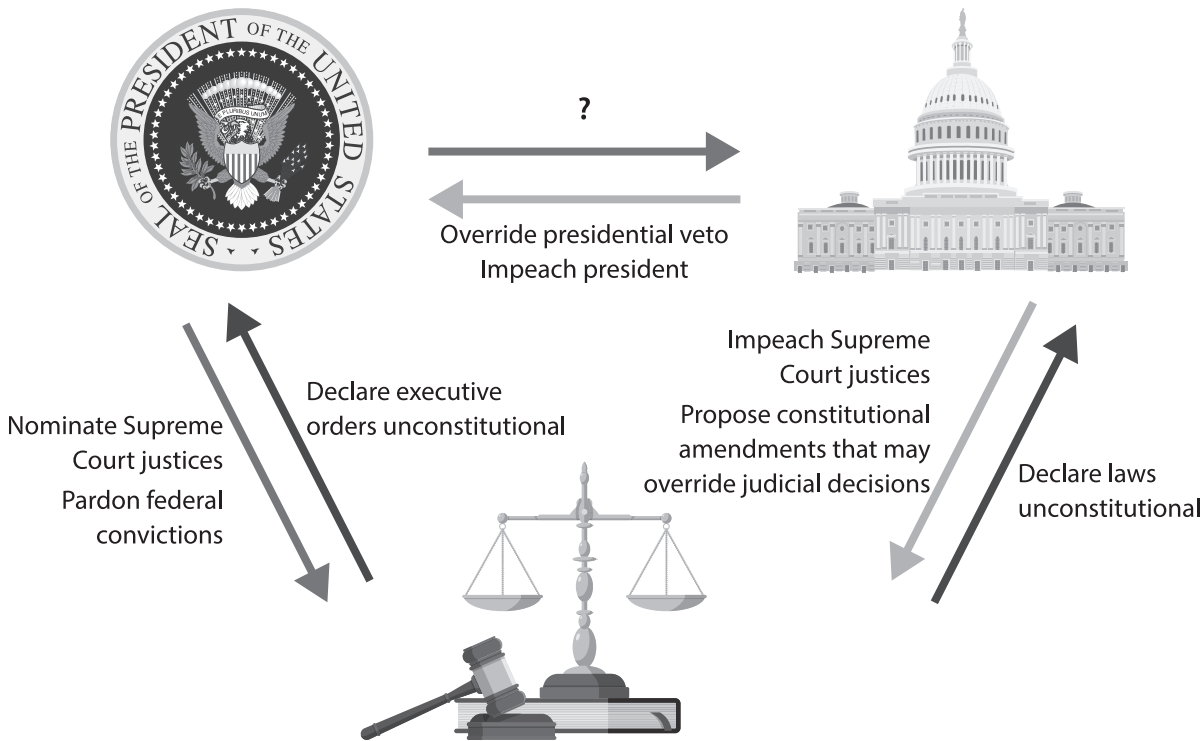 SEAL OF THE PRESIDENT OF THE UNITED STATES
E PLURIBUS UNUM
?
Override presidential veto
Impeach president
Declare executive
orders unconstitutional
Nominate Supreme
Court justices
Pardon federal
convictions
Impeach Supreme
Court justices
Propose constitutional
amendments that may
override judicial decisions
Declare laws
unconstitutional